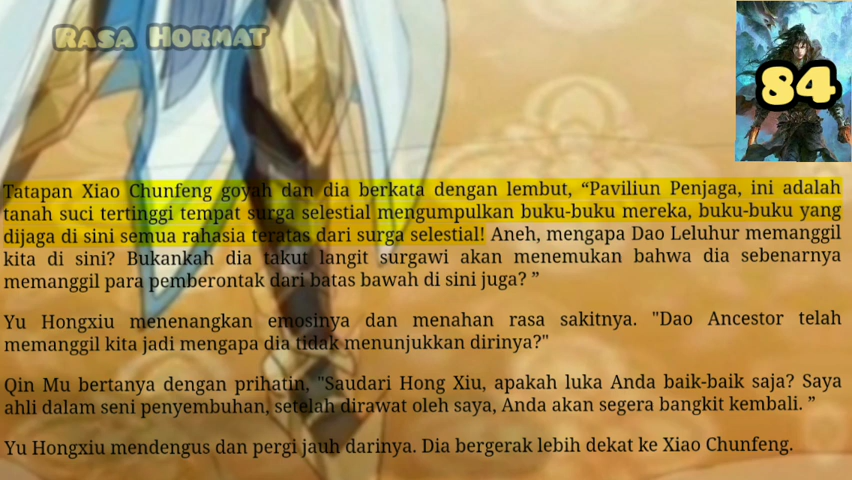 Rasa Hormat
84
Tatapan Xiao Chunfeng goyah dan dia berkata dengan lembut, “Paviliun Penjaga, ini adalah
tanah suci tertinggi tempat surga selestial mengumpulkan buku-buku mereka, buku-buku yang
dijaga di sini semua rahasia teratas dari surga selestial! Aneh, mengapa Dao Leluhur memanggil
kita di sini? Bukankah dia takut langit surgawi akan menemukan bahwa dia sebenarnya
memanggil para pemberontak dari batas bawah di sini juga? ”
Yu Hongxiu menenangkan emosinya dan menahan rasa sakitnya. "Dao Ancestor telah
memanggil kita jadi mengapa dia tidak menunjukkan dirinya?"
Qin Mu bertanya dengan prihatin, "Saudari Hong Xiu, apakah luka Anda baik-baik saja? Saya
ahli dalam seni penyembuhan, setelah dirawat oleh saya, Anda akan segera bangkit kembali. ”
Yu Hongxiu mendengus dan pergi jauh darinya. Dia bergerak lebih dekat ke Xiao Chunfeng.